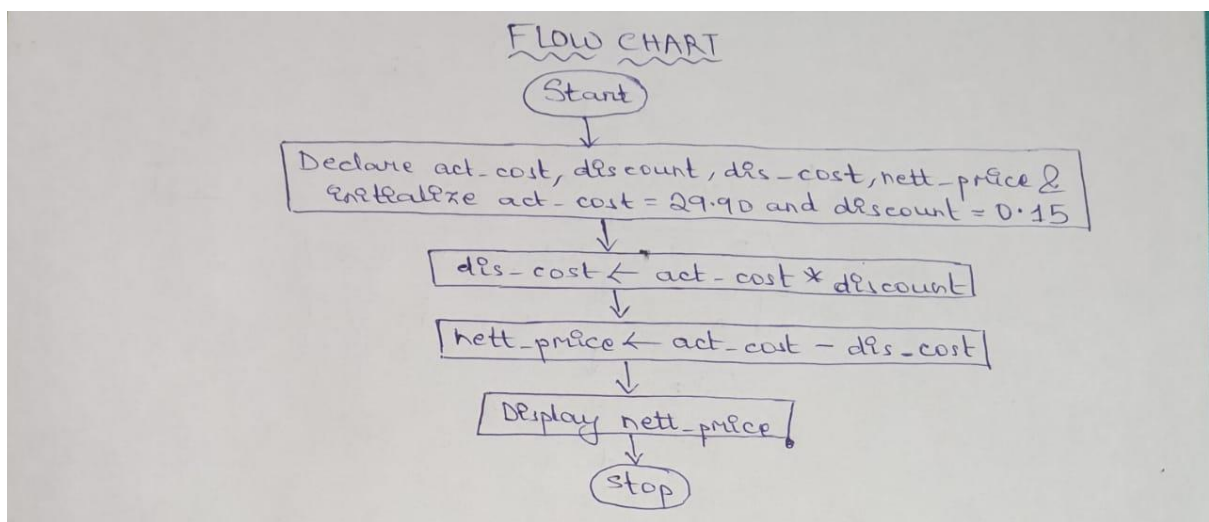 FLOW CHART
Start
Declare act_cost, discount, dis_cost, nett_price &
initialize act_cost = 29.90 and discount = 0.15
dis_cost ← act_cost * discount
nett_price ← act_cost - dis_cost
Display nett_price
stop